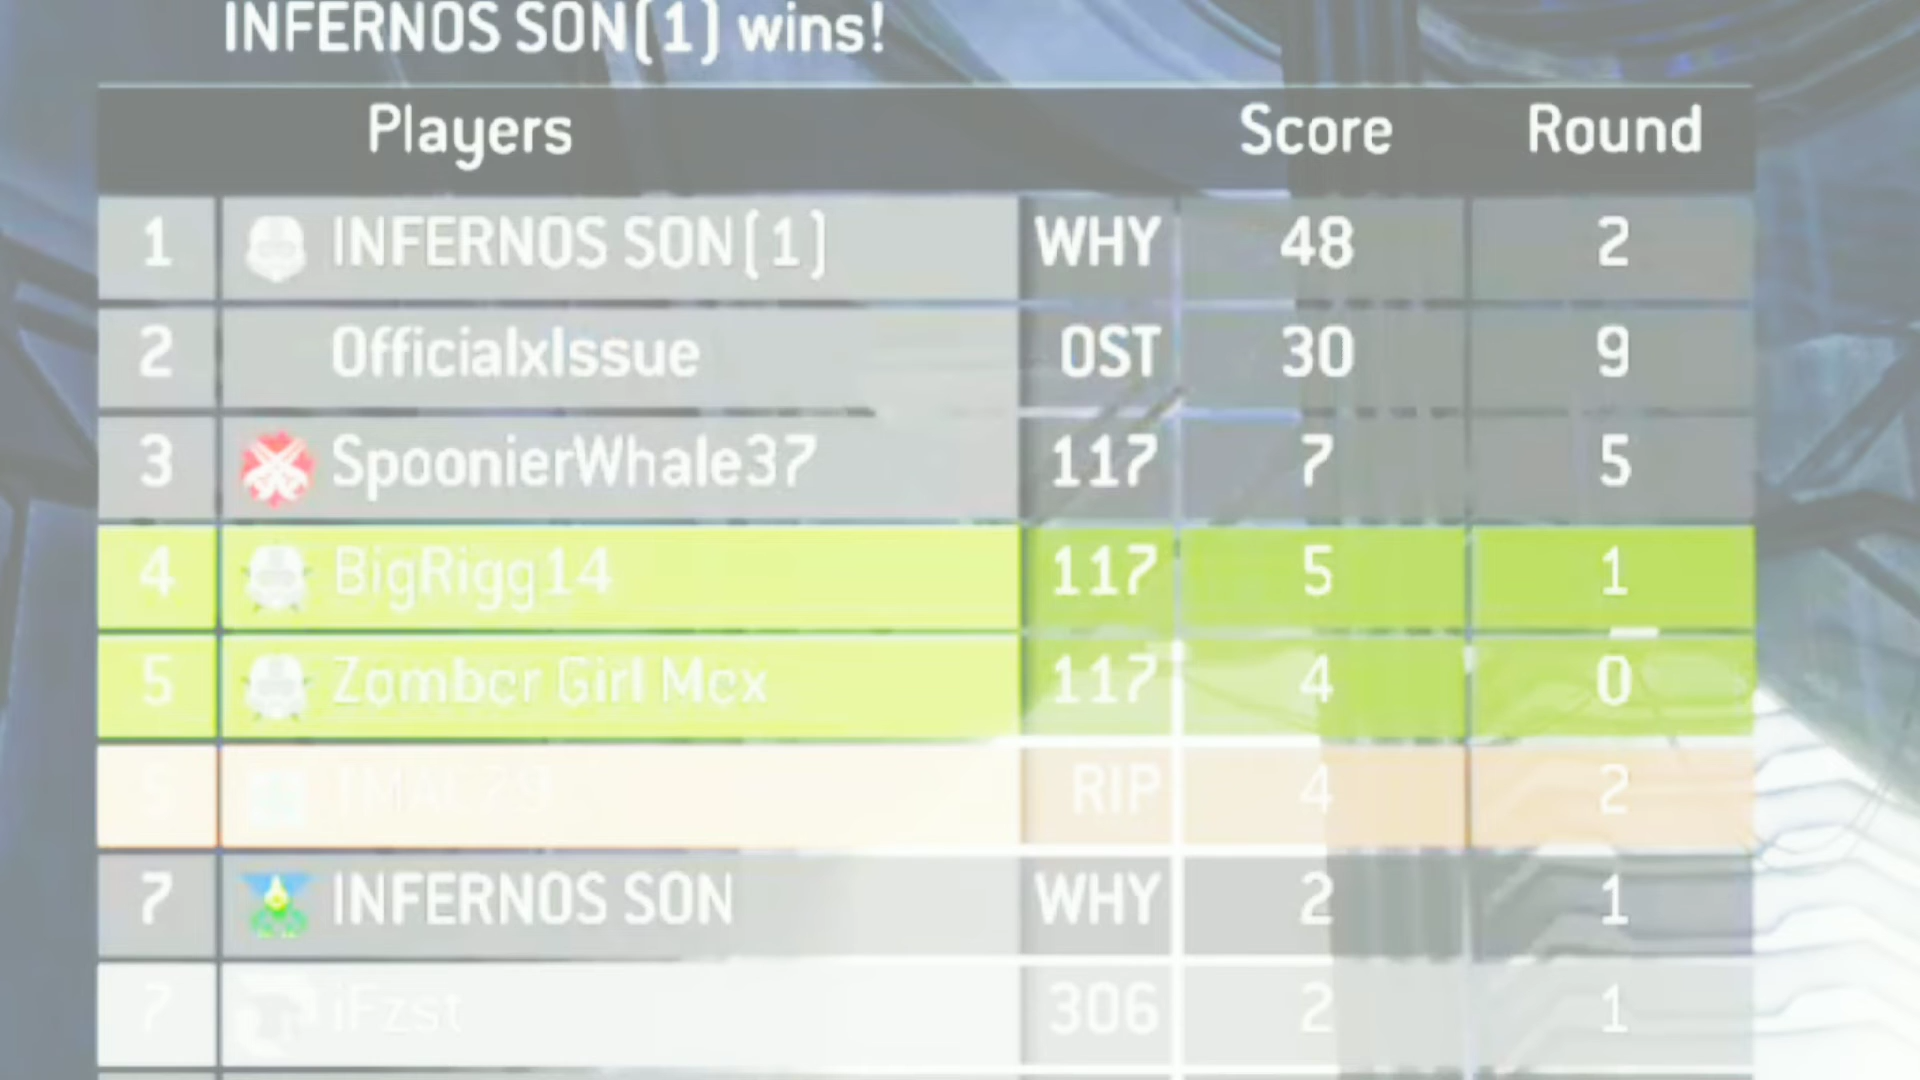 INFERNOS SON(1) wins!
Players Score Round
1 INFERNOS SON(1) WHY 48 2
2 OfficialxIssue OST 30 9
3 SpoonierWhale37 117 7 5
4 BigRigg14 117 5 1
5 Girl 117 4 0
RIP 4 2
7 INFERNOS SON WHY 2 1
7 iFzst 306 2 1